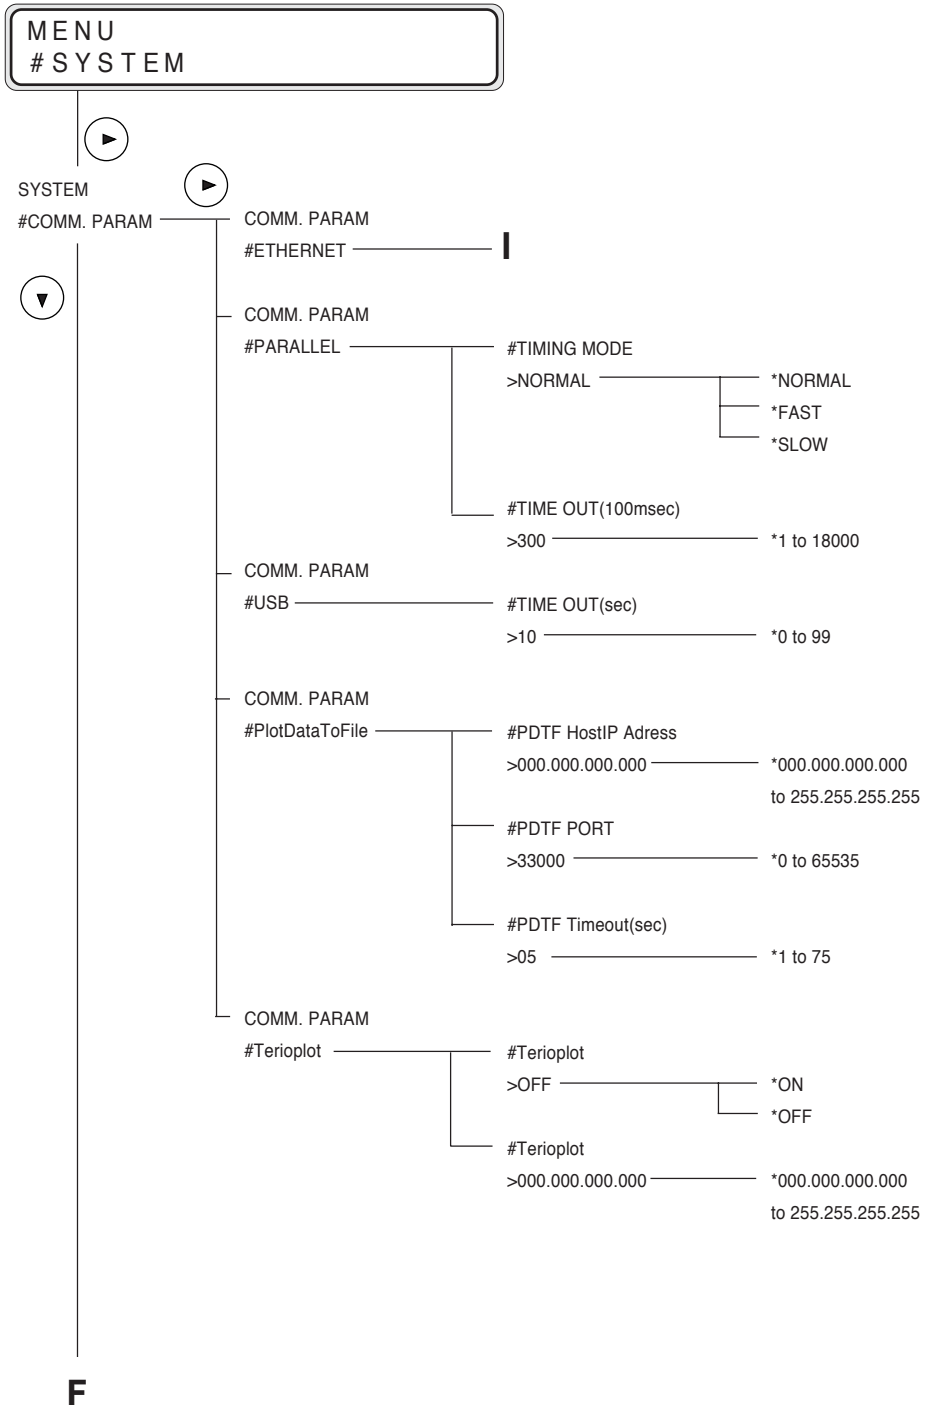 MENU
#SYSTEM
SYSTEM
#COMM. PARAM
COMM. PARAM
#ETHERNET
I
COMM. PARAM
#PARALLEL
#TIMING MODE
>NORMAL
*NORMAL
*FAST
*SLOW
#TIME OUT(100msec)
>300
*1 to 18000
COMM. PARAM
#USB
#TIME OUT(sec)
>10
*0 to 99
COMM. PARAM
#PlotDataToFile
#PDTF HostIP Adress
>000.000.000.000
*000.000.000.000
to 255.255.255.255
#PDTF PORT
>33000
*0 to 65535
#PDTF Timeout(sec)
>05
*1 to 75
COMM. PARAM
#Terioplot
#Terioplot
>OFF
*ON
*OFF
#Terioplot
>000.000.000.000
*000.000.000.000
to 255.255.255.255
F